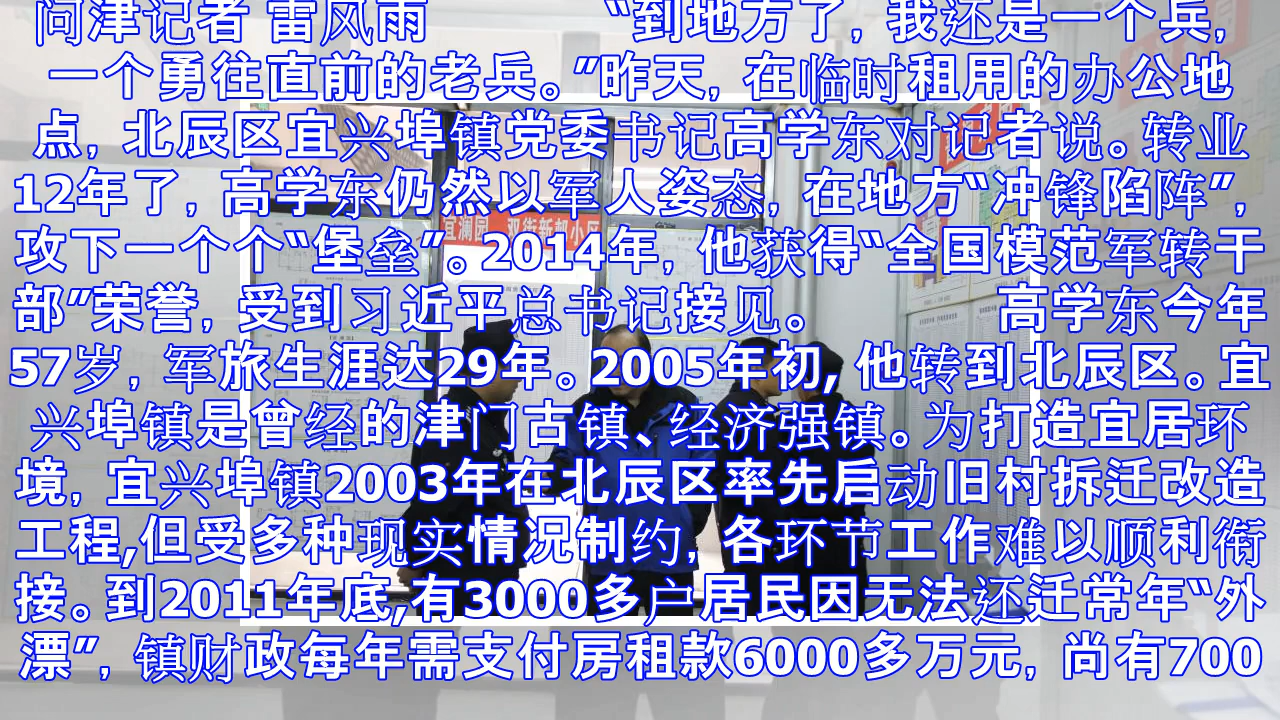 问津记者 雷风雨 “到地方了，我还是一个兵，
一个勇往直前的老兵。”昨天，在临时租用的办公地
点，北辰区宜兴埠镇党委书记高学东对记者说。转业
12年了，高学东仍然以军人姿态，在地方“冲锋陷阵”，
攻下一个个“堡垒”。2014年，他获得“全国模范军转干
部”荣誉，受到习近平总书记接见。 高学东今年
57岁，军旅生涯达29年。2005年初，他转到北辰区。宜
兴埠镇是曾经的津门古镇、经济强镇。为打造宜居环
境，宜兴埠镇2003年在北辰区率先启动旧村拆迁改造
工程,但受多种现实情况制约，各环节工作难以顺利衔
接。到2011年底,有3000多户居民因无法还迁常年“外
漂”，镇财政每年需支付房租款6000多万元，尚有700